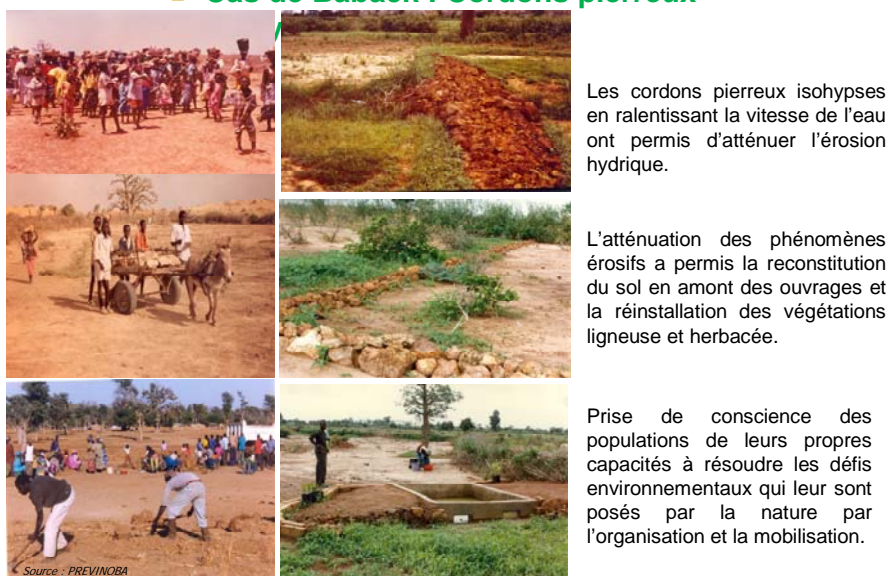 Cas de Baback : Cordons pierreux
Les cordons pierreux isohypses
en ralentissant la vitesse de l'eau
ont permis d'atténuer l'érosion
hydrique.
L'atténuation des phénomènes
érosifs a permis la reconstitution
du sol en amont des ouvrages et
la réinstallation des végétations
ligneuse et herbacée.
Prise de conscience des
populations de leurs propres
capacités à résoudre les défis
environnementaux qui leur sont
posés par la nature par
l'organisation et la mobilisation.
Source : PREVINOBA